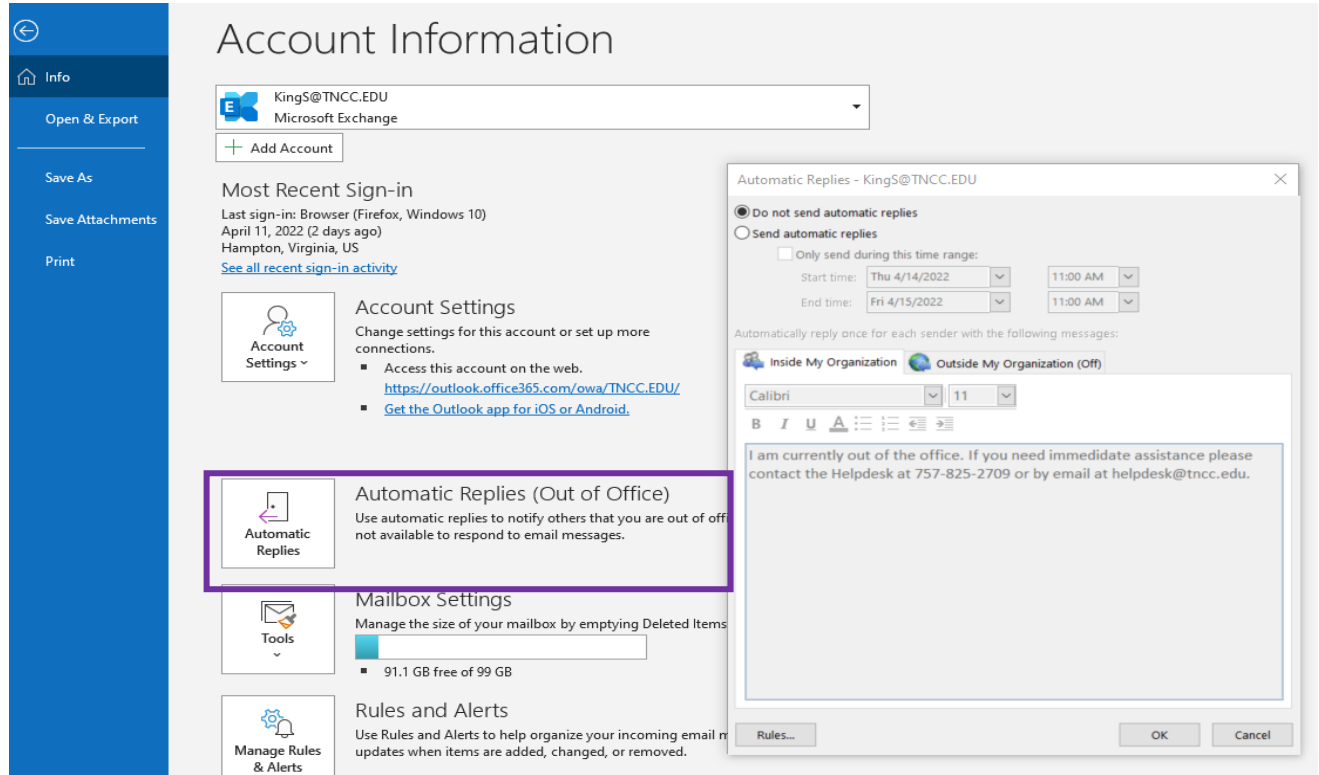 Account Information
Info
Open & Export
Save As
Save Attachments
Print
KingS@TNCC.EDU
Microsoft Exchange
Add Account
Most Recent Sign-in
Last sign-in: Browser (Firefox, Windows 10)
April 11, 2022 (2 days ago)
Hampton, Virginia, US
See all recent sign-in activity
Account
Settings
Account Settings
Change settings for this account or set up more
connections.
Access this account on the web.
https://outlook.office365.com/owa/TNCC.EDU/
Get the Outlook app for iOS or Android.
Automatic
Replies
Automatic Replies (Out of Office)
Use automatic replies to notify others that you are out of
not available to respond to email messages.
Tools
Mailbox Settings
Manage the size of your mailbox by emptying Deleted Items
91.1 GB free of 99 GB
Manage Rules
& Alerts
Rules and Alerts
Use Rules and Alerts to help organize your incoming email
updates when items are added, changed, or removed.
Automatic Replies - KingS@TNCC.EDU
Do not send automatic replies
Send automatic replies
Only send during this time range:
Start time: Thu 4/14/2022 11:00 AM
End time: Fri 4/15/2022 11:00 AM
Automatically reply once for each sender with the following messages:
Inside My Organization Outside My Organization (Off)
Calibri 11
B I U A
I am currently out of the office. If you need immedidate assistance please
contact the Helpdesk at 757-825-2709 or by email at helpdesk@tncc.edu.
Rules... OK Cancel